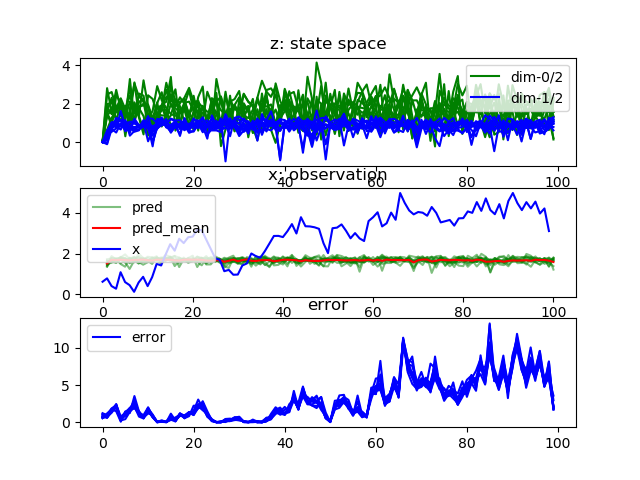 z: state space
4
2
0
dim-0/2
dim-1/2
0 20 40 60 80 100
x: observation
4
2
0
pred
pred_mean
x
0 20 40 60 80 100
error
10
5
0
error
0 20 40 60 80 100